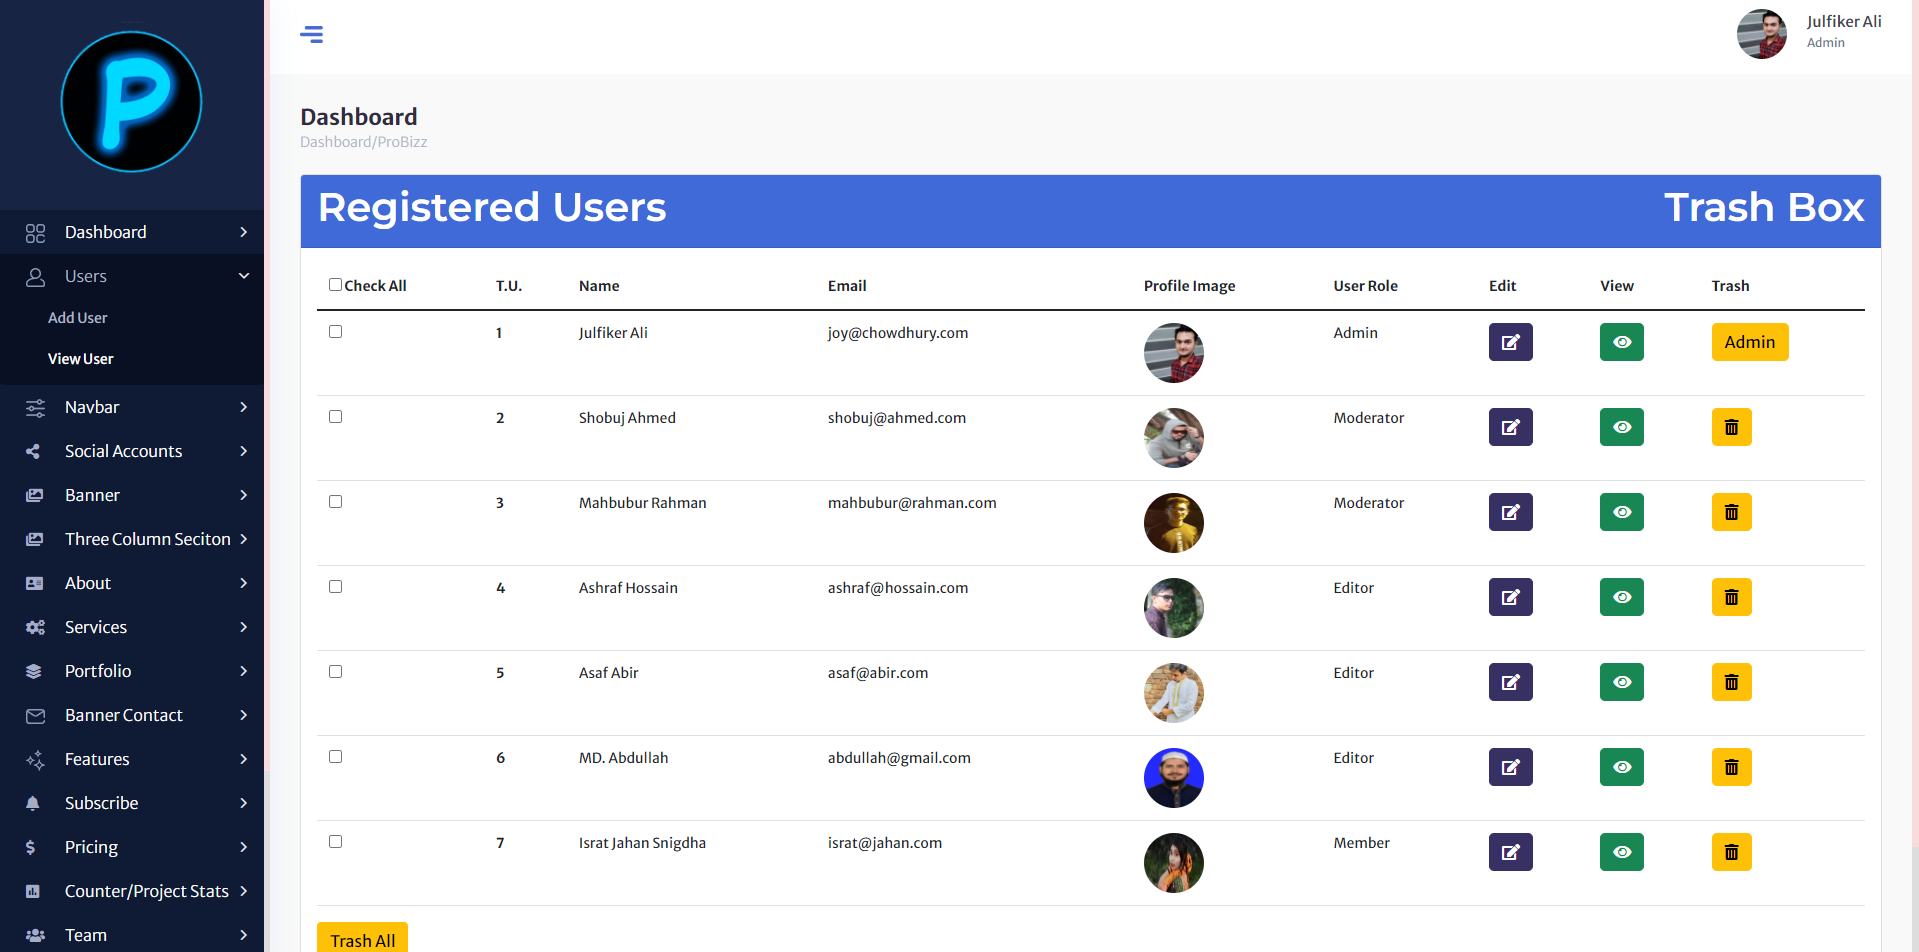 P
Julfiker Ali
Admin
Dashboard
Users
Add User
View User
Navbar
Social Accounts
Banner
Three Column Seciton
About
Services
Portfolio
Banner Contact
Features
Subscribe
Pricing
Counter/Project Stats
Team
Dashboard
Dashboard/ProBizz
Registered Users Trash Box
Check All T.U. Name Email Profile Image User Role Edit View Trash
1 Julfiker Ali joy@chowdhury.com Admin Admin
2 Shobuj Ahmed shobuj@ahmed.com Moderator
3 Mahbubur Rahman mahbubur@rahman.com Moderator
4 Ashraf Hossain ashraf@hossain.com Editor
5 Asaf Abir asaf@abir.com Editor
6 MD. Abdullah abdullah@gmail.com Editor
7 Israt Jahan Snigdha israt@jahan.com Member
Trash All